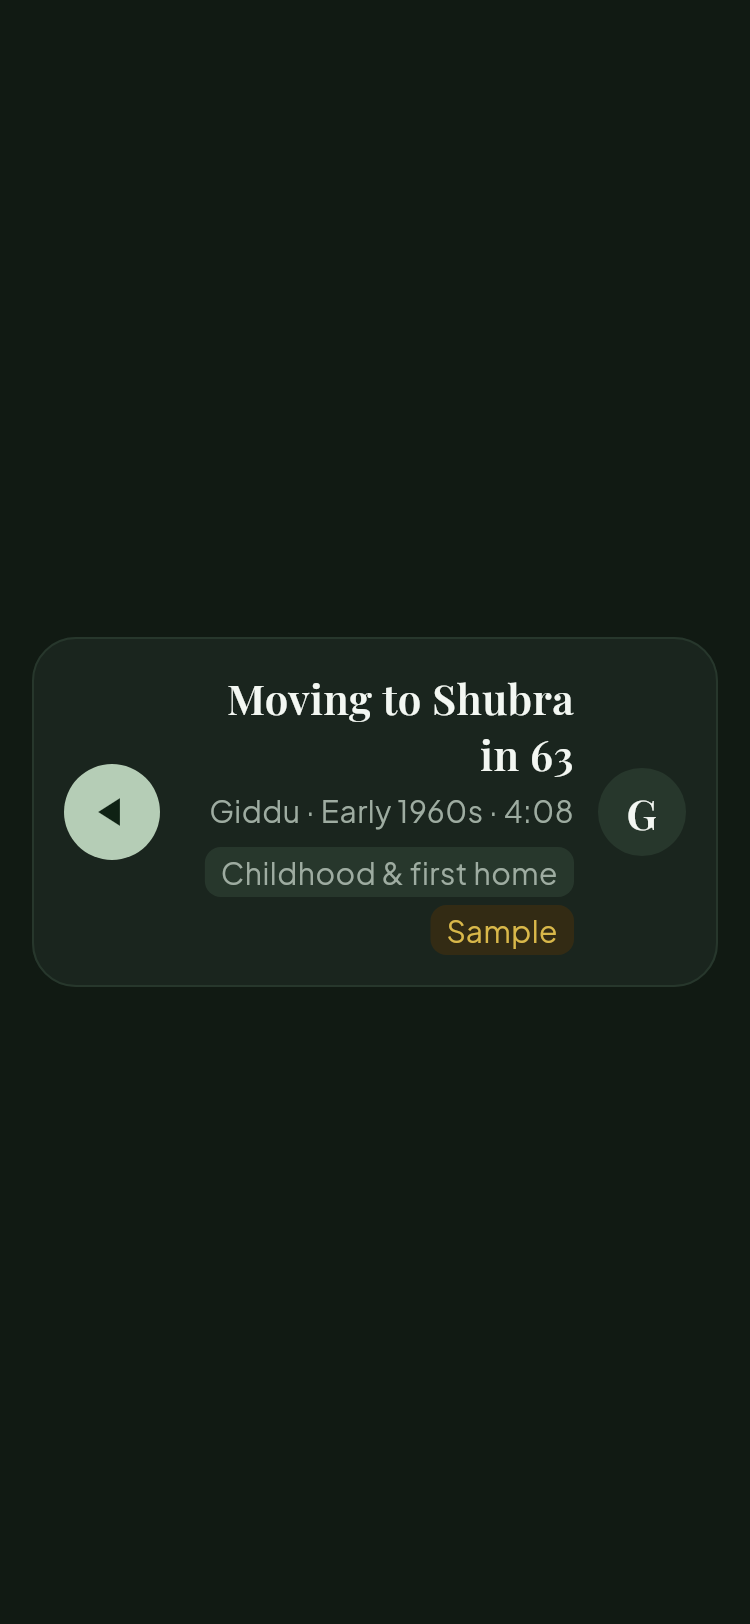 Moving to Shubra
in 63
Giddu · Early 1960s · 4:08
G
Childhood & first home
Sample